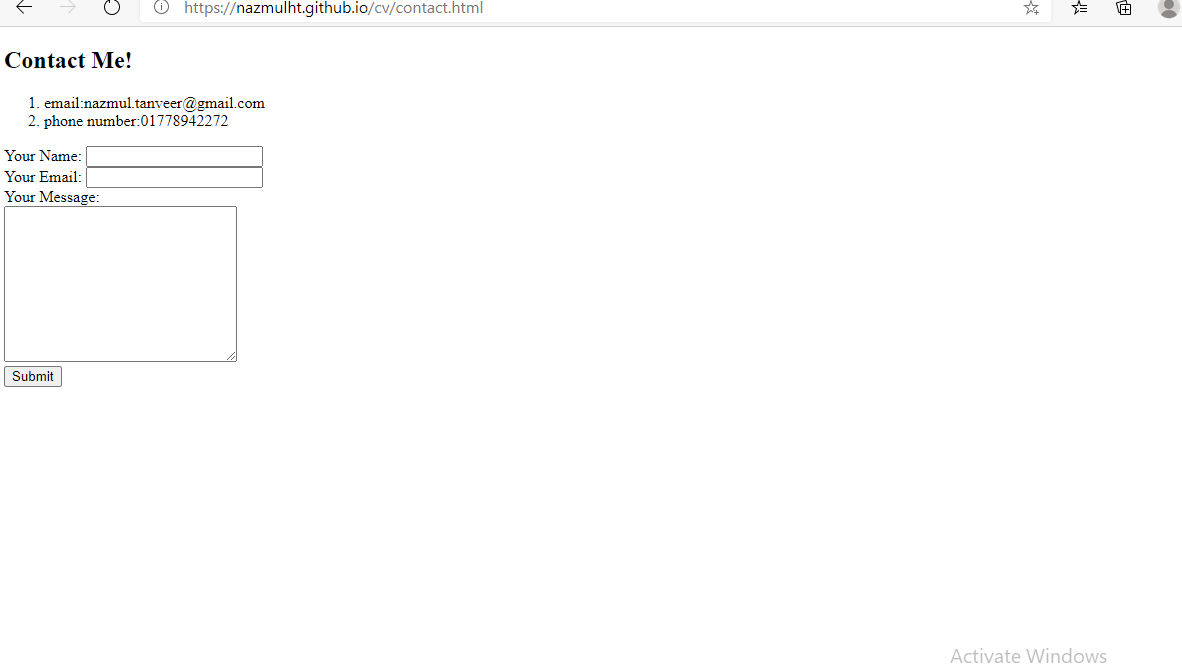 https://nazmulht.github.io/cv/contact.html
Contact Me!
1. email:nazmul.tanveer@gmail.com
2. phone number:01778942272
Your Name:
Your Email:
Your Message:
Submit
Activate Windows